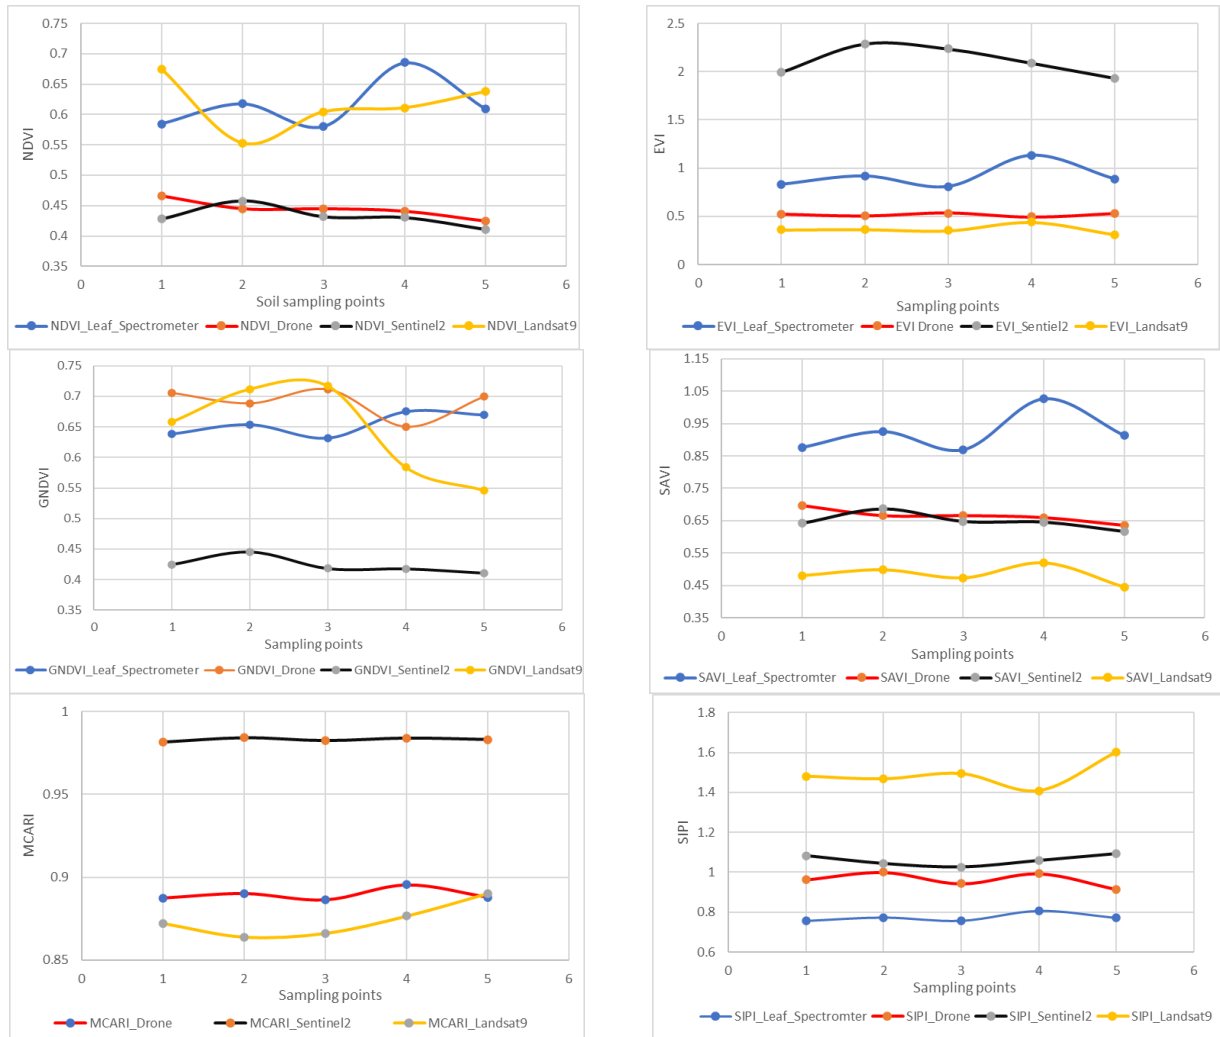 0.75
0.7
0.65
0.6
0.55
0.5
0.45
0.4
0.35
NDVI
0 1 2 3 4 5 6
Soil sampling points
NDVI_Leaf_Spectrometer NDVI_Drone NDVI_Sentinel2 NDVI_Landsat9
2.5
2
1.5
1
0.5
0
EVI
0 1 2 3 4 5 6
Sampling points
EVI_Leaf_Spectrometer EVI Drone EVI_Sentiel2 EVI_Landsat9
0.75
0.7
0.65
0.6
0.55
0.5
0.45
0.4
0.35
GNDVI
0 1 2 3 4 5 6
Sampling points
GNDVI_Leaf_Spectrometer GNDVI_Drone GNDVI_Sentinel2 GNDVI_Landsat9
1.15
1.05
0.95
0.85
0.75
0.65
0.55
0.45
0.35
SAVI
0 1 2 3 4 5 6
Sampling points
SAVI_Leaf_Spectromter SAVI_Drone SAVI_Sentinel2 SAVI_Landsat9
1
0.95
0.9
0.85
MCARI
0 1 2 3 4 5 6
Sampling points
MCARI_Drone MCARI_Sentinel2 MCARI_Landsat9
1.8
1.6
1.4
1.2
1
0.8
0.6
SIPI
0 1 2 3 4 5 6
Sampling points
SIPI_Leaf_Spectromter SIPI_Drone SIPI_Sentinel2 SIPI_Landsat9